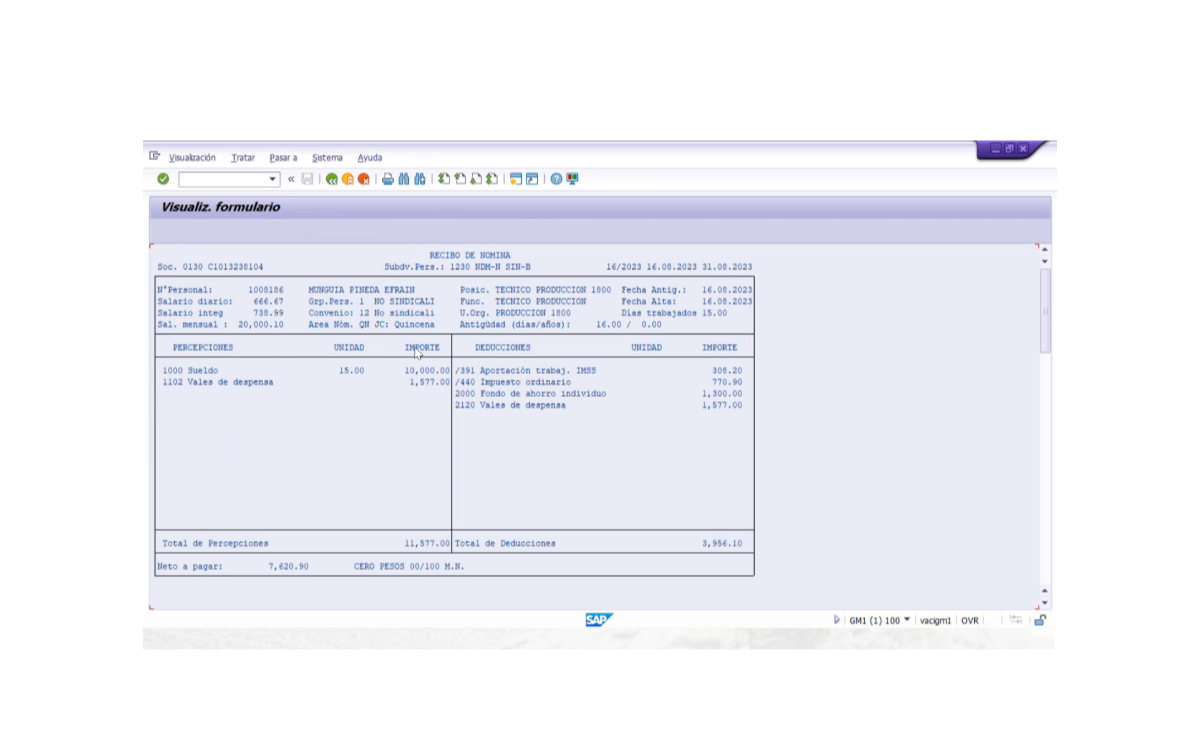 Visualización Tratar Pasar a Sistema Ayuda
Visualiz. formulario
RECIBO DE NOMINA
Soc. 0130 C1013238104 Subdv.Pers.: 1230 NDM-N SIN-B 16/2023 16.08.2023 31.08.2023
N°Personal: 1008186 MUNGUIA PINEDA EFRAIN Posic. TECNICO PRODUCCION 1800 Fecha Antig.: 16.08.2023
Salario diario: 666.67 Grp.Pers. 1 NO SINDICALI Func. TECNICO PRODUCCION Fecha Alta: 16.08.2023
Salario integ 738.99 Convenio: 12 No sindicali U.Org. PRODUCCION 1800 Dias trabajados 15.00
Sal. mensual : 20,000.10 Area Nóm. QN JC: Quincena Antigüdad (días/años): 16.00 / 0.00
PERCEPCIONES UNIDAD IMPORTE DEDUCCIONES UNIDAD IMPORTE
1000 Sueldo 15.00 10,000.00 /391 Aportación trabaj. IMSS 308.20
1102 Vales de despensa 1,577.00 /440 Impuesto ordinario 770.90
2000 Fondo de ahorro individuo 1,300.00
2120 Vales de despensa 1,577.00
Total de Percepciones 11,577.00 Total de Deducciones 3,956.10
Neto a pagar: 7,620.90 CERO PESOS 00/100 M.N.
SAP GM1 (1) 100 vacigm1 OVR